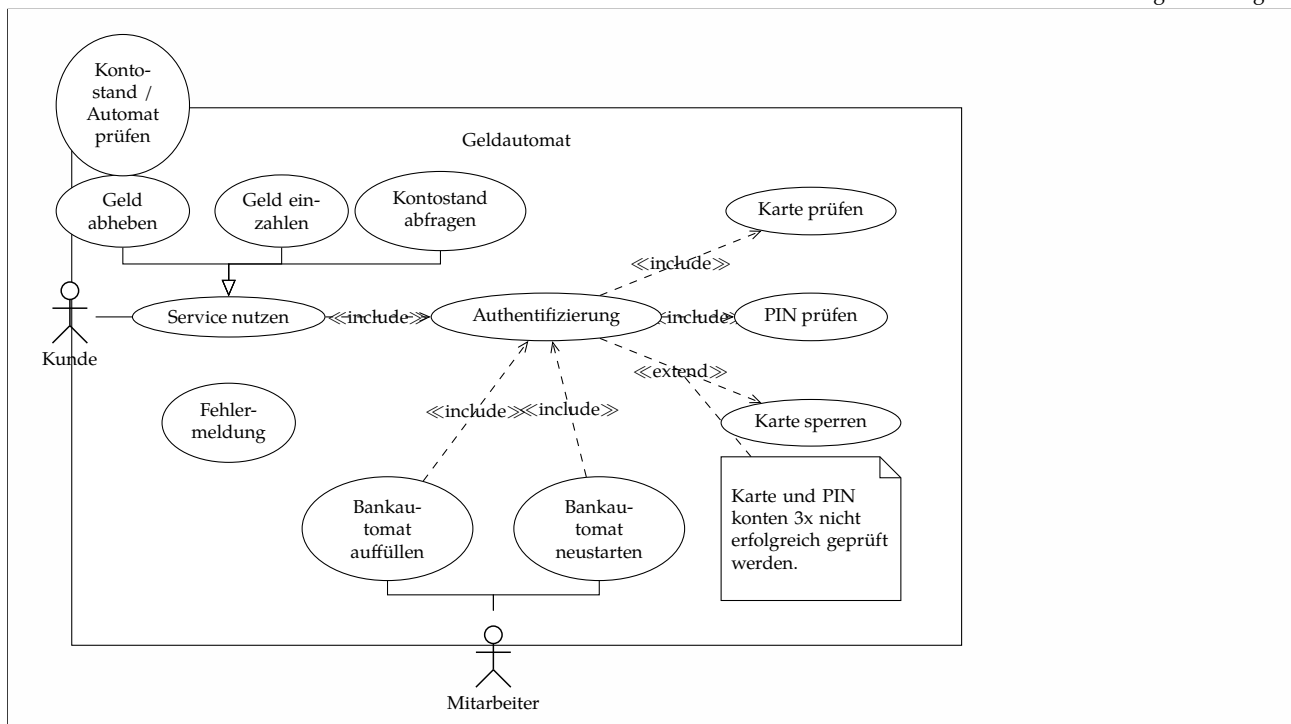 Konto-
stand /
Automat
prüfen
Geldautomat
Geld
abheben
Geld ein-
zahlen
Kontostand
abfragen
Karte prüfen
≪include≫
Service nutzen
≪include≫
Authentifizierung
≪include≫
PIN prüfen
Kunde
≪extend≫
Fehler-
meldung
≪include≫
≪include≫
Karte sperren
Bankau-
tomat
auffüllen
Bankau-
tomat
neustarten
Karte und PIN
konten 3x nicht
erfolgreich geprüft
werden.
Mitarbeiter